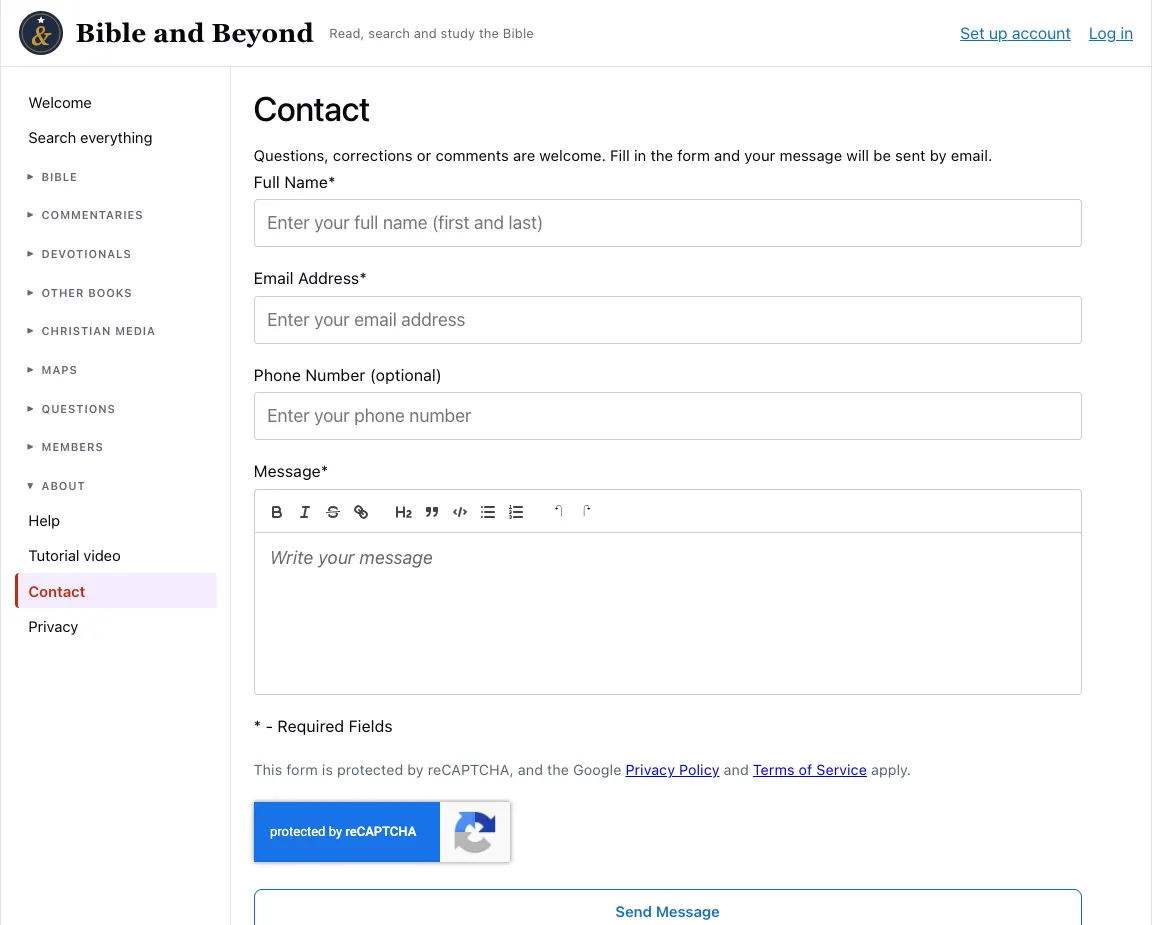 &
Bible and Beyond
Read, search and study the Bible
Set up account
Log in
Welcome
Search everything
▸ BIBLE
▸ COMMENTARIES
▸ DEVOTIONALS
▸ OTHER BOOKS
▸ CHRISTIAN MEDIA
▸ MAPS
▸ QUESTIONS
▸ MEMBERS
▾ ABOUT
Help
Tutorial video
Contact
Privacy
Contact
Questions, corrections or comments are welcome. Fill in the form and your message will be sent by email.
Full Name*
Enter your full name (first and last)
Email Address*
Enter your email address
Phone Number (optional)
Enter your phone number
Message*
B I S H2 ” </>
Write your message
* - Required Fields
This form is protected by reCAPTCHA, and the Google Privacy Policy and Terms of Service apply.
protected by reCAPTCHA
Send Message